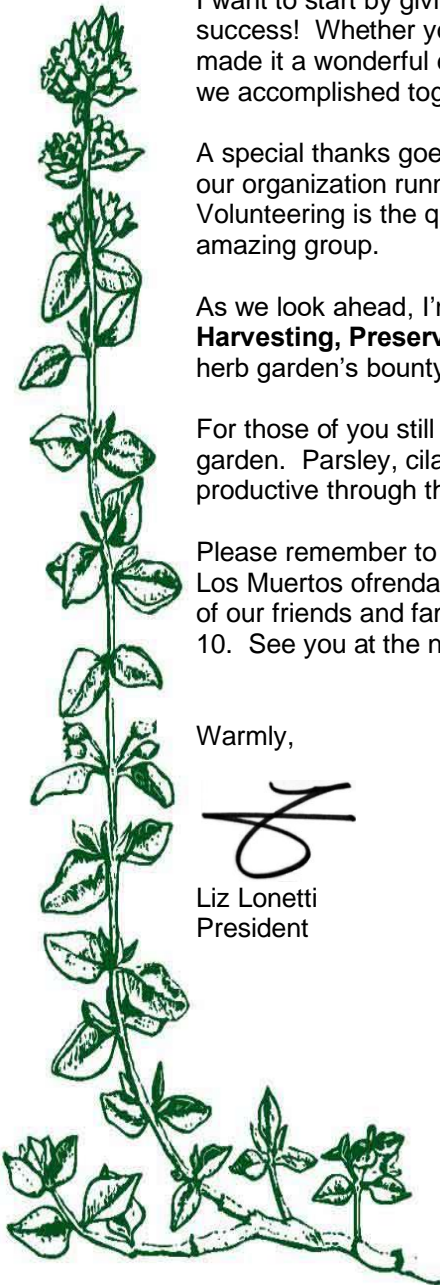 I want to start by givi
success! Whether yo
made it a wonderful
we accomplished tog
A special thanks goe
our organization runn
Volunteering is the q
amazing group.
As we look ahead, I'
Harvesting, Preserv
herb garden's bounty
For those of you still
garden. Parsley, cila
productive through th
Please remember to
Los Muertos ofrenda
of our friends and
10. See you at the n
Warmly,
Liz Lonetti
President